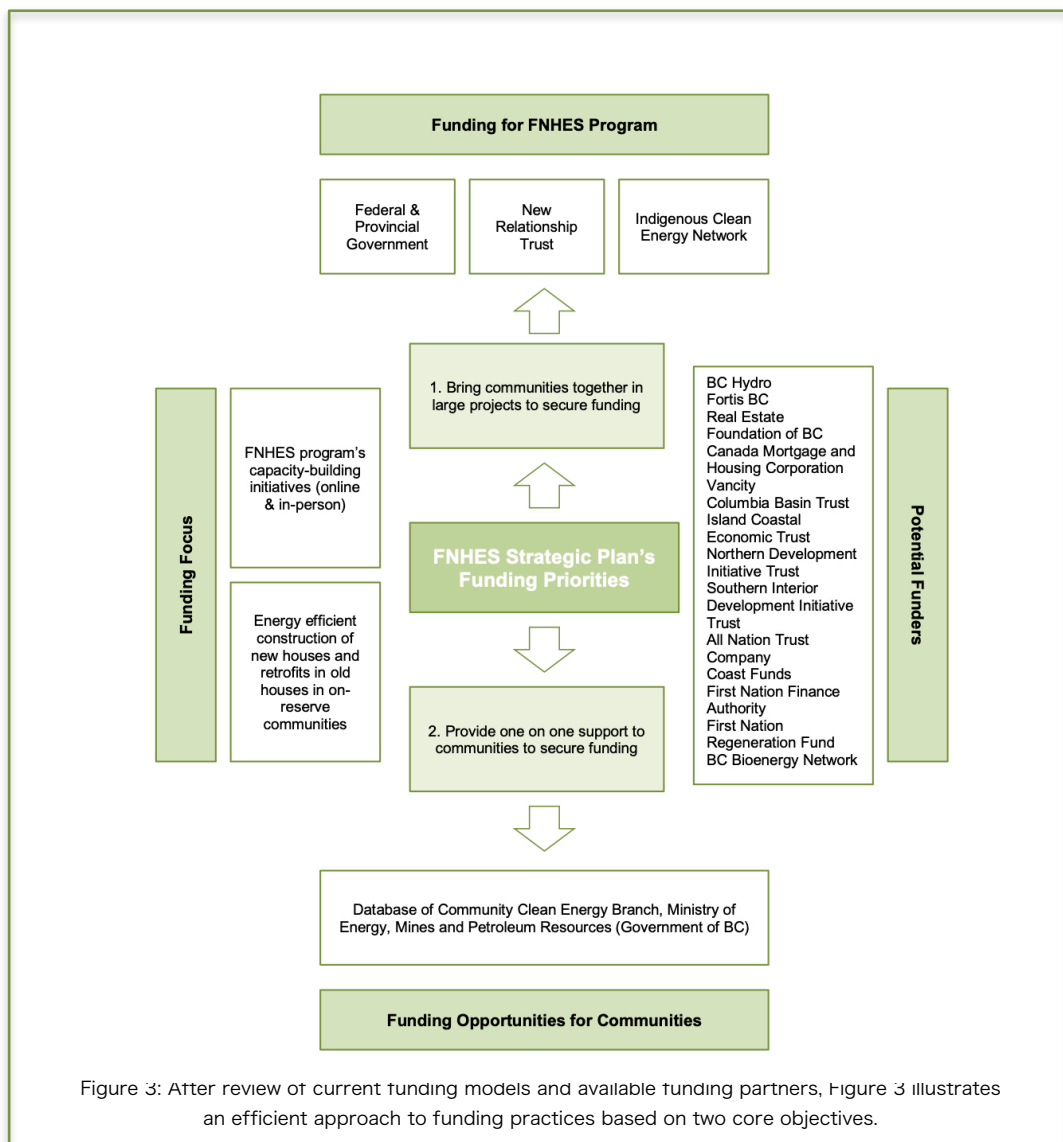 Funding for FNHES Program
Federal &
Provincial
Government
New
Relationship
Trust
Indigenous Clean
Energy Network
1. Bring communities together in
large projects to secure funding
Funding Focus
FNHES program's
capacity-building
initiatives (online
& in-person)
Energy efficient
construction of
new houses and
retrofits in old
houses in on-
reserve
communities
FNHES Strategic Plan's
Funding Priorities
2. Provide one on one support to
communities to secure funding
BC Hydro
Fortis BC
Real Estate
Foundation of BC
Canada Mortgage and
Housing Corporation
Vancity
Columbia Basin Trust
Island Coastal
Economic Trust
Northern Development
Initiative Trust
Southern Interior
Development Initiative
Trust
All Nation Trust
Company
Coast Funds
First Nation Finance
Authority
First Nation
Regeneration Fund
BC Bioenergy Network
Potential Funders
Database of Community Clean Energy Branch, Ministry of
Energy, Mines and Petroleum Resources (Government of BC)
Funding Opportunities for Communities
Figure 3: After review of current funding models and available funding partners, Figure 3 illustrates
an efficient approach to funding practices based on two core objectives.